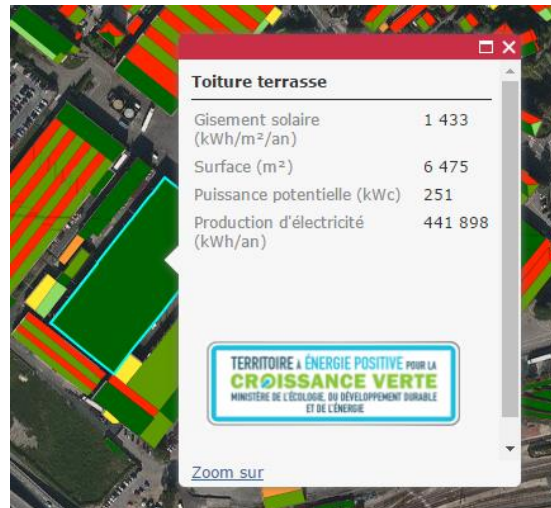 Toiture terrasse
Gisement solaire 1 433
(kWh/m²/an)
Surface (m²) 6 475
Puissance potentielle (kWc) 251
Production d'électricité 441 898
(kWh/an)
TERRITOIRE à ÉNERGIE POSITIVE POUR LA
CROISSANCE VERTE
MINISTÈRE DE L'ÉCOLOGIE, DU DÉVELOPPEMENT DURABLE
ET DE L'ÉNERGIE
Zoom sur